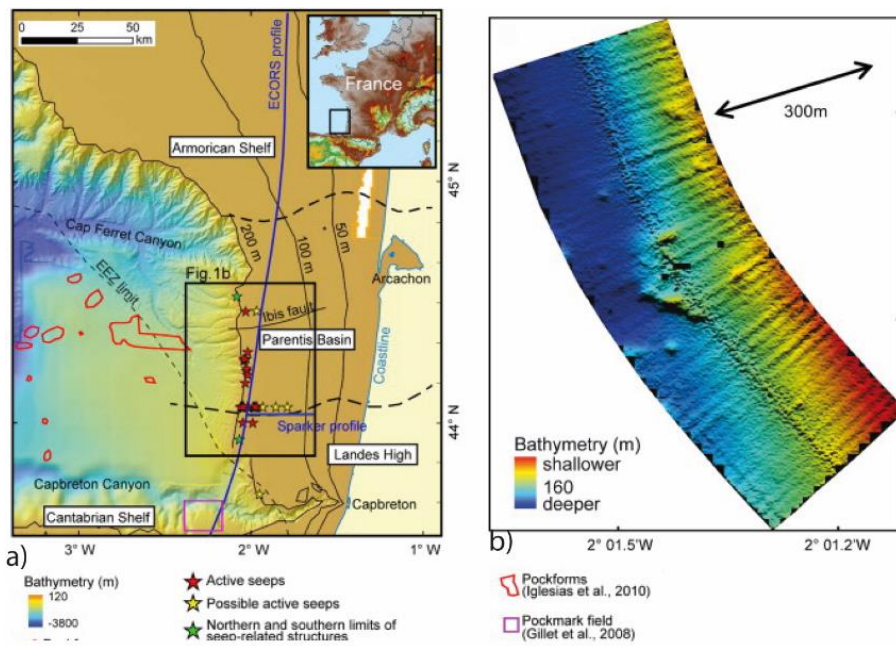 0 25 50
km
ECORS profile
France
Armorican Shelf
45° N
Cap Ferret Canyon
200 m
100 m
50 m
EEZ limit
Fig.1b
Arcachon
Ibis fault
Parentis Basin
Coastline
44° N
Sparker profile
Landes High
Capbreton Canyon
Capbreton
Cantabrian Shelf
a)
3° W
2° W
1° W
Bathymetry (m)
120
-3800
Active seeps
Possible active seeps
Northern and southern limits of
seep-related structures
300m
Bathymetry (m)
shallower
160
deeper
b)
2° 01.5'W
2° 01.2'W
Pockforms
(Iglesias et al., 2010)
Pockmark field
(Gillet et al., 2008)